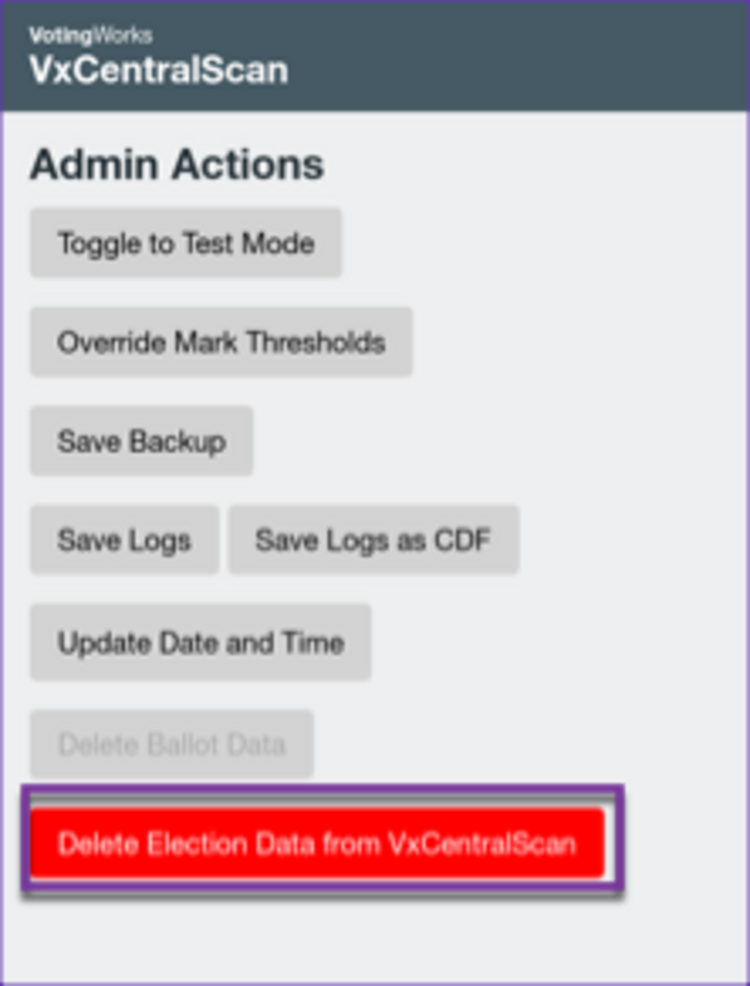 VotingWorks
VxCentralScan
Admin Actions
Toggle to Test Mode
Override Mark Thresholds
Save Backup
Save Logs Save Logs as CDF
Update Date and Time
Delete Ballot Data
Delete Election Data from VxCentralScan